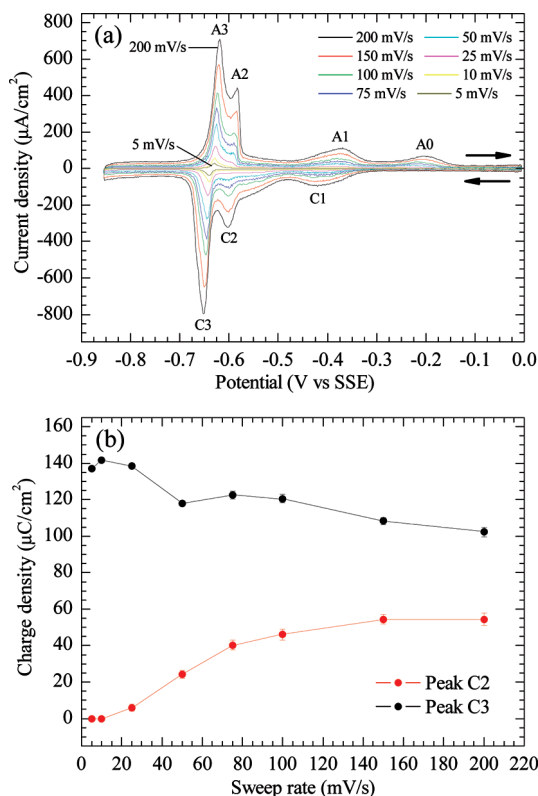 (a)
A3
200 mV/s
A2
5 mV/s
A1
A0
C1
C2
C3
200 mV/s
50 mV/s
150 mV/s
25 mV/s
100 mV/s
10 mV/s
75 mV/s
5 mV/s
Current density (μA/cm²)
800
600
400
200
0
-200
-400
-600
-800
-0.9 -0.8 -0.7 -0.6 -0.5 -0.4 -0.3 -0.2 -0.1 0.0
Potential (V vs SSE)
(b)
Charge density (μC/cm²)
160
140
120
100
80
60
40
20
0
Peak C2
Peak C3
0 20 40 60 80 100 120 140 160 180 200 220
Sweep rate (mV/s)